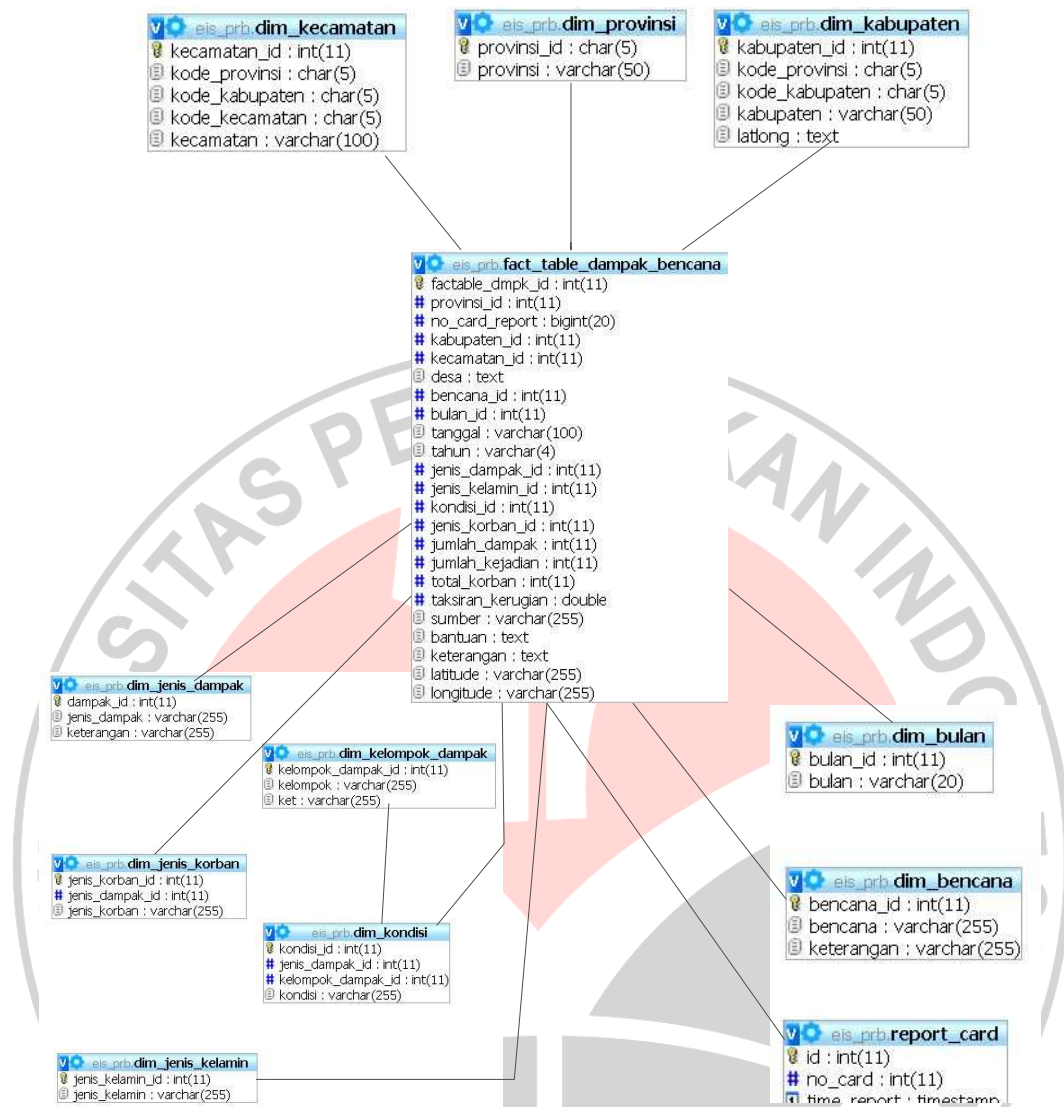 eis_prb.dim_kecamatan
kecamatan_id : int(11)
kode_provinsi : char(5)
kode_kabupaten : char(5)
kode_kecamatan : char(5)
kecamatan : varchar(100)
eis_prb.dim_provinsi
provinsi_id : char(5)
provinsi : varchar(50)
eis_prb.dim_kabupaten
kabupaten_id : int(11)
kode_provinsi : char(5)
kode_kabupaten : char(5)
kabupaten : varchar(50)
latlong : text
eis_prb.fact_table_dampak_bencana
factable_dmpk_id : int(11)
# provinsi_id : int(11)
# no_card_report : bigint(20)
# kabupaten_id : int(11)
# kecamatan_id : int(11)
desa : text
# bencana_id : int(11)
# bulan_id : int(11)
tanggal : varchar(100)
tahun : varchar(4)
# jenis_dampak_id : int(11)
# jenis_kelamin_id : int(11)
# kondisi_id : int(11)
# jenis_korban_id : int(11)
# jumlah_dampak : int(11)
# jumlah_kejadian : int(11)
# total_korban : int(11)
# taksiran_kerugian : double
sumber : varchar(255)
bantuan : text
keterangan : text
latitude : varchar(255)
longitude : varchar(255)
eis_prb.dim_jenis_dampak
dampak_id : int(11)
jenis_dampak : varchar(255)
keterangan : varchar(255)
eis_prb.dim_kelompok_dampak
kelompok_dampak_id : int(11)
kelompok : varchar(255)
ket : varchar(255)
eis_prb.dim_bulan
bulan_id : int(11)
bulan : varchar(20)
eis_prb.dim_jenis_korban
jenis_korban_id : int(11)
# jenis_dampak_id : int(11)
jenis_korban : varchar(255)
eis_prb.dim_kondisi
kondisi_id : int(11)
# jenis_dampak_id : int(11)
# kelompok_dampak_id : int(11)
kondisi : varchar(255)
eis_prb.dim_bencana
bencana_id : int(11)
bencana : varchar(255)
keterangan : varchar(255)
eis_prb.dim_jenis_kelamin
jenis_kelamin_id : int(11)
jenis_kelamin : varchar(255)
eis_prb.report_card
id : int(11)
# no_card : int(11)
time_report : timestamp